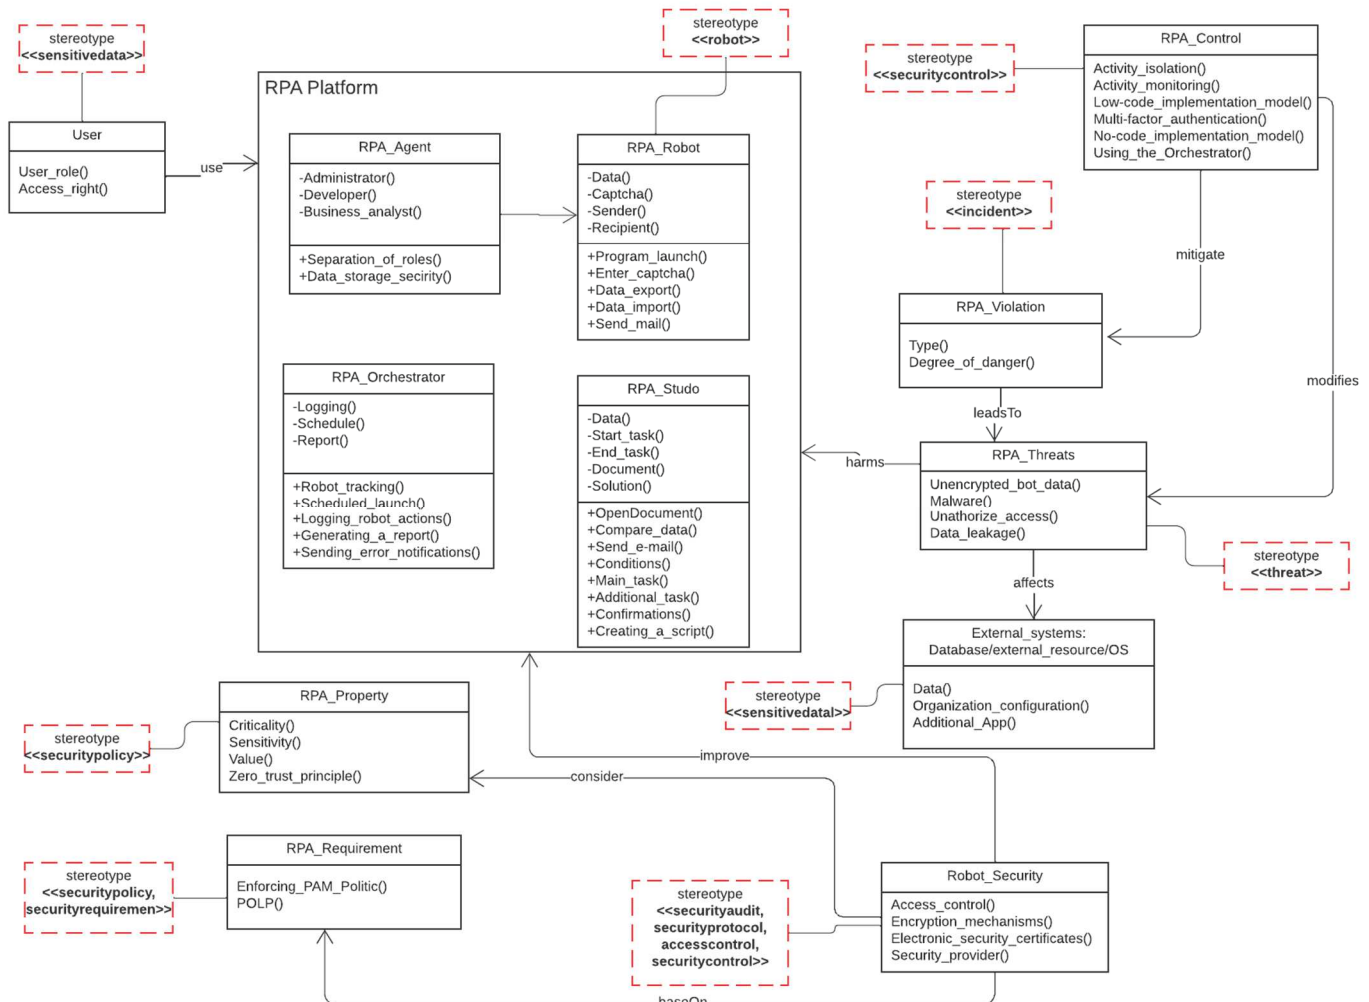 stereotype
<<sensitivedata>>
User
User_role()
Access_right()
use
RPA Platform
stereotype
<<robot>>
RPA_Agent
-Administrator()
-Developer()
-Business_analyst()
+Separation_of_roles()
+Data_storage_secirity()
RPA_Robot
-Data()
-Captcha()
-Sender()
-Recipient()
+Program_launch()
+Enter_captcha()
+Data_export()
+Data_import()
+Send_mail()
RPA_Orchestrator
-Logging()
-Schedule()
-Report()
+Robot_tracking()
+Scheduled_launch()
+Logging_robot_actions()
+Generating_a_report()
+Sending_error_notifications()
RPA_Studo
-Data()
-Start_task()
-End_task()
-Document()
-Solution()
+OpenDocument()
+Compare_data()
+Send_e-mail()
+Conditions()
+Main_task()
+Additional_task()
+Confirmations()
+Creating_a_script()
stereotype
<<securitycontrol>>
RPA_Control
Activity_isolation()
Activity_monitoring()
Low-code_implementation_model()
Multi-factor_authentication()
No-code_implementation_model()
Using_the_Orchestrator()
stereotype
<<incident>>
mitigate
RPA_Violation
Type()
Degree_of_danger()
modifies
leadsTo
harms
RPA_Threats
Unencrypted_bot_data()
Malware()
Unathorize_access()
Data_leakage()
stereotype
<<threat>>
affects
External_systems:
Database/external_resource/OS
Data()
Organization_configuration()
Additional_App()
stereotype
<<sensitivedatal>>
stereotype
<<securitypolicy>>
RPA_Property
Criticality()
Sensitivity()
Value()
Zero_trust_principle()
improve
consider
stereotype
<<securitypolicy,
securityrequiremen>>
RPA_Requirement
Enforcing_PAM_Politic()
POLP()
stereotype
<<securityaudit,
securityprotocol,
accesscontrol,
securitycontrol>>
Robot_Security
Access_control()
Encryption_mechanisms()
Electronic_security_certificates()
Security_provider()
baseOn